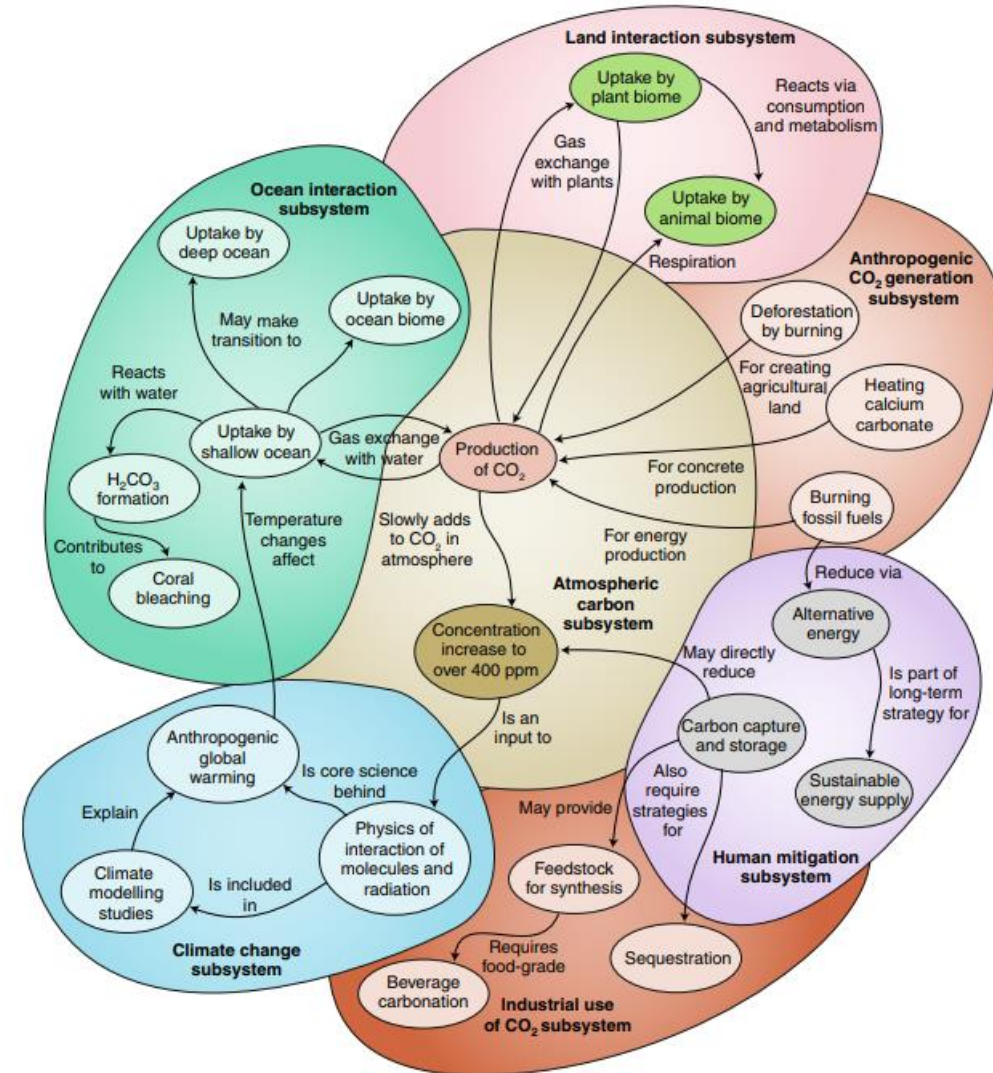 Land interaction subsystem
Uptake by
plant biome
Reacts via
consumption
and metabolism
Gas
exchange
with plants
Uptake by
animal biome
Respiration
Ocean interaction
subsystem
Uptake by
deep ocean
Uptake by
ocean biome
May make
transition to
Reacts
with water
Uptake by
shallow ocean
Gas exchange
with water
H₂CO₃
formation
Contributes
to
Coral
bleaching
Temperature
changes
affect
Anthropogenic
CO₂ generation
subsystem
Deforestation
by burning
For creating
agricultural
land
Heating
calcium
carbonate
For concrete
production
Burning
fossil fuels
For energy
production
Production
of CO₂
Slowly adds
to CO₂ in
atmosphere
Atmospheric
carbon
subsystem
Concentration
increase to
over 400 ppm
Is an
input to
Reduce via
Alternative
energy
May directly
reduce
Is part of
long-term
strategy for
Carbon capture
and storage
Also
require
strategies
for
Sustainable
energy supply
Human mitigation
subsystem
Anthropogenic
global
warming
Is core science
behind
Explain
Physics of
interaction of
molecules and
radiation
Climate
modelling
studies
Is included
in
Climate change
subsystem
May provide
Feedstock
for synthesis
Requires
food-grade
Sequestration
Beverage
carbonation
Industrial use
of CO₂ subsystem